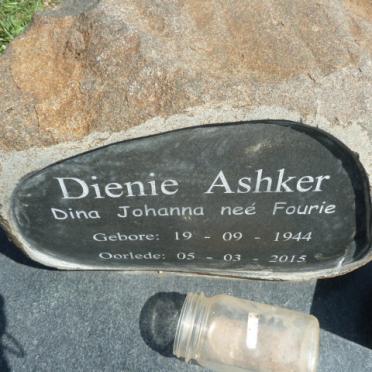 Dienie Ashker
Dina Johanna neé Fourie
Gebore: 19 - 09 - 1944
Oorlede: 05 - 03 - 2015